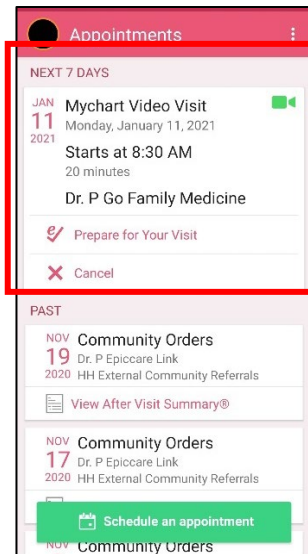 Appointments
NEXT 7 DAYS
JAN
11
2021
Mychart Video Visit
Monday, January 11, 2021
Starts at 8:30 AM
20 minutes
Dr. P Go Family Medicine
Prepare for Your Visit
Cancel
PAST
NOV
19
2020
Community Orders
Dr. P Epiccare Link
HH External Community Referrals
View After Visit Summary®
NOV
17
2020
Community Orders
Dr. P Epiccare Link
HH External Community Referrals
Schedule an appointment
NOV
Community Orders